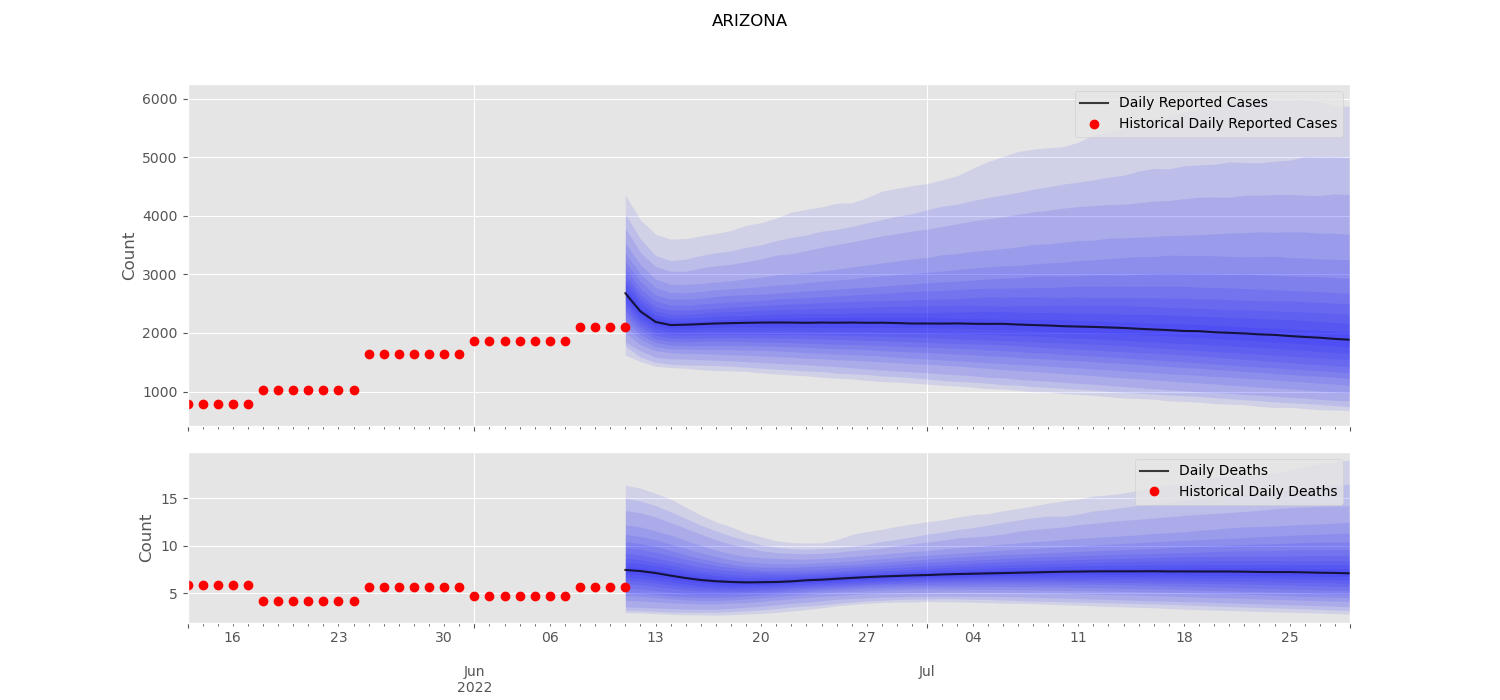 ARIZONA
6000
5000
4000
3000
2000
1000
Count
Daily Reported Cases
Historical Daily Reported Cases
15
10
5
Count
Daily Deaths
Historical Daily Deaths
16 23 30 06 13 20 27 04 11 18 25
Jun Jul
2022